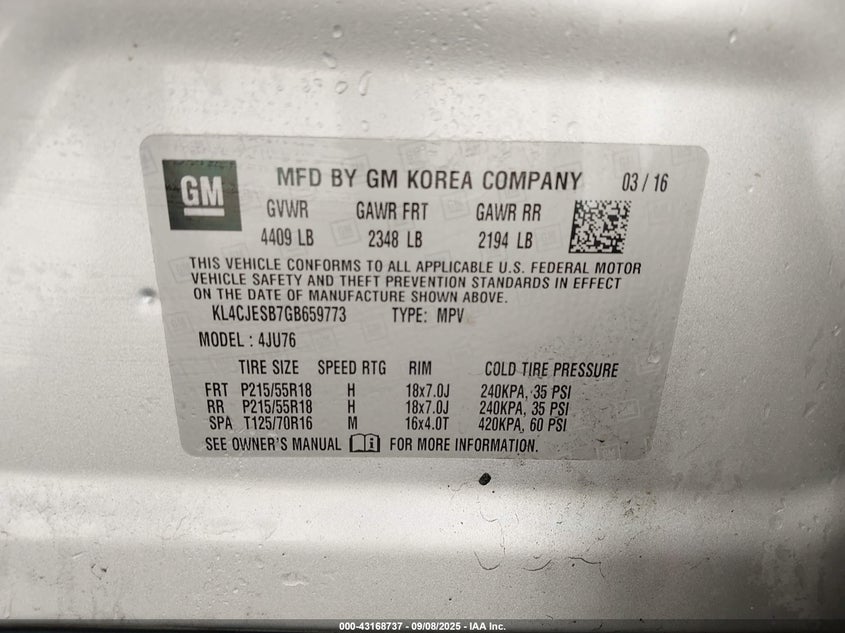 GM
MFD BY GM KOREA COMPANY 03 / 16
GVWR GAWR FRT GAWR RR
4409 LB 2348 LB 2194 LB
THIS VEHICLE CONFORMS TO ALL APPLICABLE U.S. FEDERAL MOTOR
VEHICLE SAFETY AND THEFT PREVENTION STANDARDS IN EFFECT
ON THE DATE OF MANUFACTURE SHOWN ABOVE.
KL4CJESB7GB659773 TYPE: MPV
MODEL : 4JU76
TIRE SIZE SPEED RTG RIM COLD TIRE PRESSURE
FRT P215/55R18 H 18x7.0J 240KPA, 35 PSI
RR P215/55R18 H 18x7.0J 240KPA, 35 PSI
SPA T125/70R16 M 16x4.0T 420KPA, 60 PSI
SEE OWNER'S MANUAL FOR MORE INFORMATION.
000-43168737 - 09/08/2025 - IAA Inc.